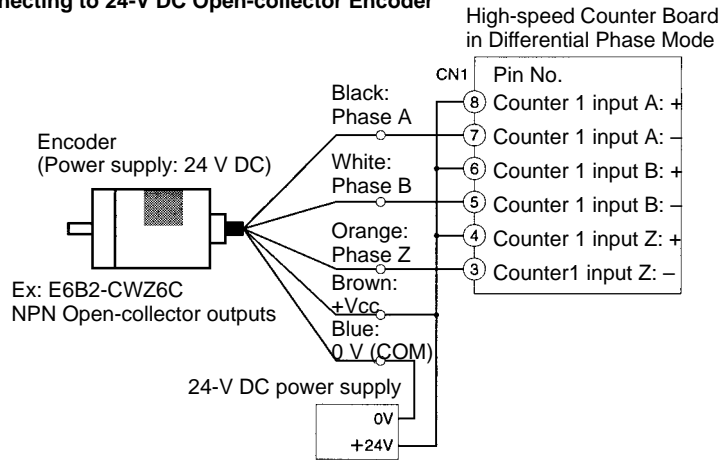 necting to 24-V DC Open-collector Encoder
High-speed Counter Board
in Differential Phase Mode
CN1
Pin No.
8 Counter 1 input A: +
7 Counter 1 input A: –
6 Counter 1 input B: +
5 Counter 1 input B: –
4 Counter 1 input Z: +
3 Counter1 input Z: –
Black:
Phase A
White:
Phase B
Orange:
Phase Z
Brown:
+Vcc
Blue:
0 V (COM)
Encoder
(Power supply: 24 V DC)
Ex: E6B2-CWZ6C
NPN Open-collector outputs
24-V DC power supply
0V
+24V